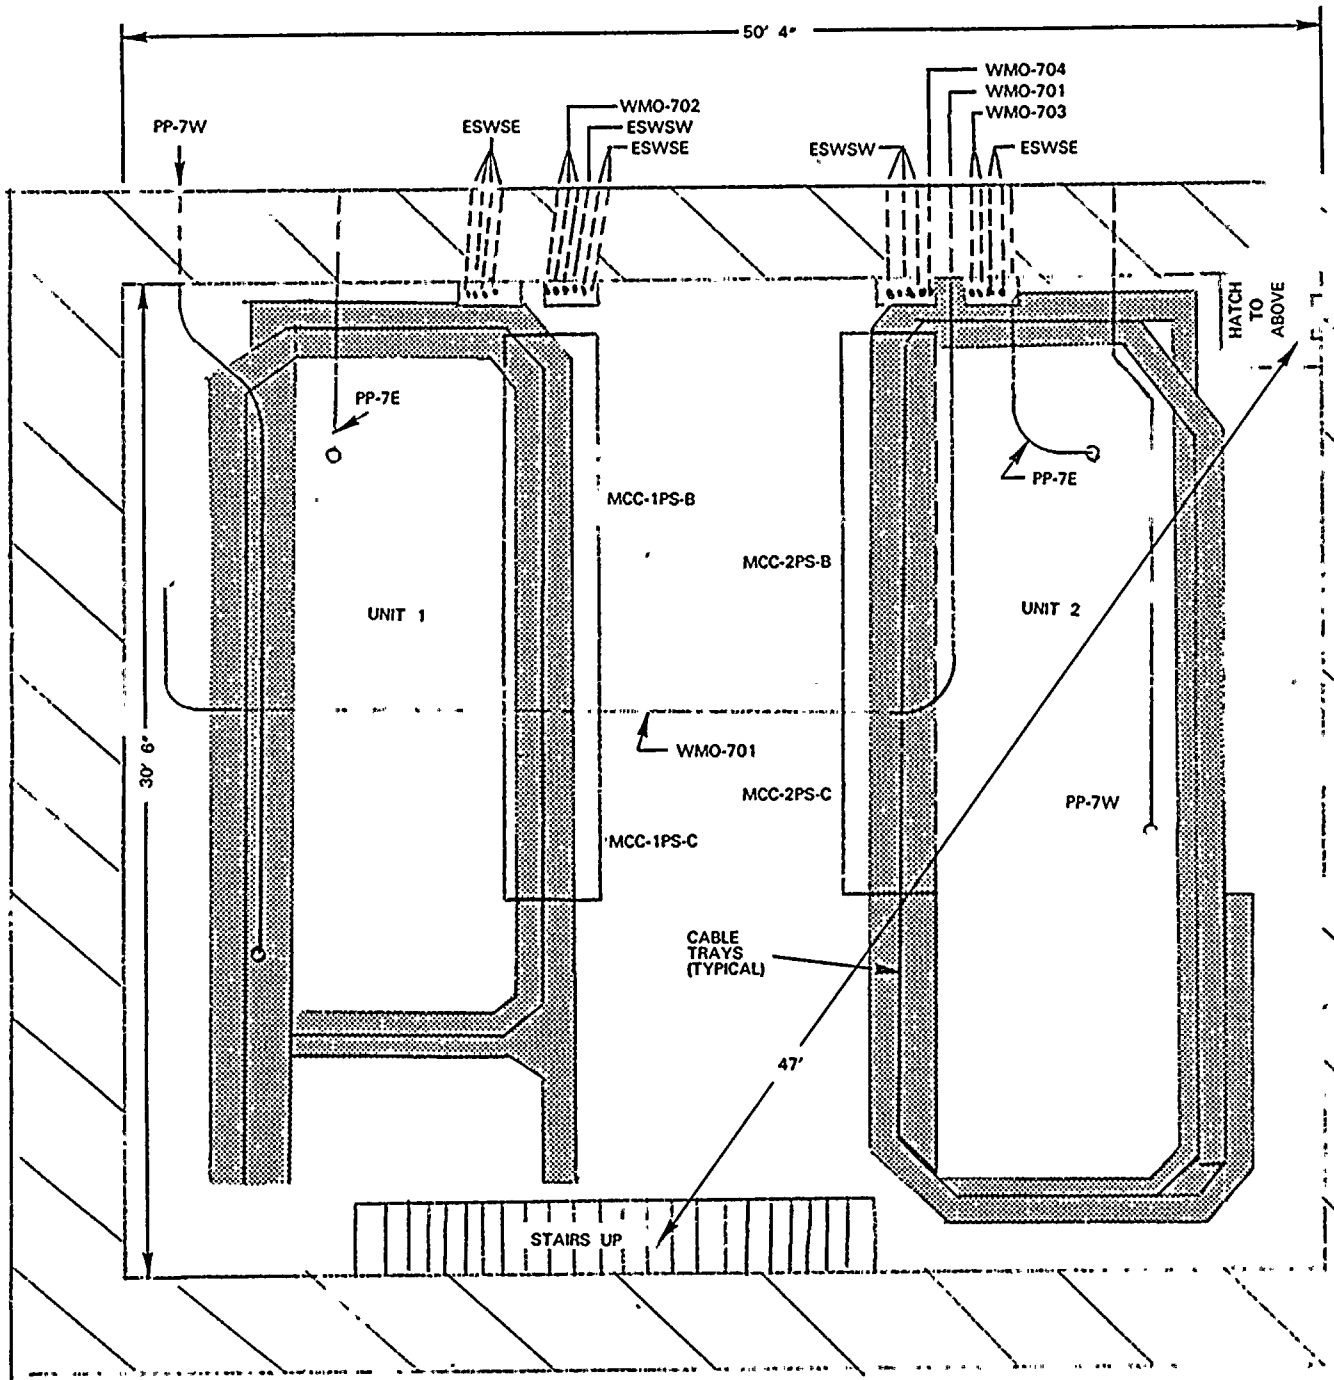 50' 4"
WMO-704
WMO-701
WMO-703
WMO-702
ESWSW
ESWSE
PP-7W
ESWSE
ESWSW
ESWSE
HATCH
TO
ABOVE
PP-7E
PP-7E
MCC-1PS-B
MCC-2PS-B
UNIT 1
UNIT 2
30' 6"
WMO-701
MCC-2PS-C
PP-7W
MCC-1PS-C
CABLE
TRAYS
(TYPICAL)
47'
STAIRS UP